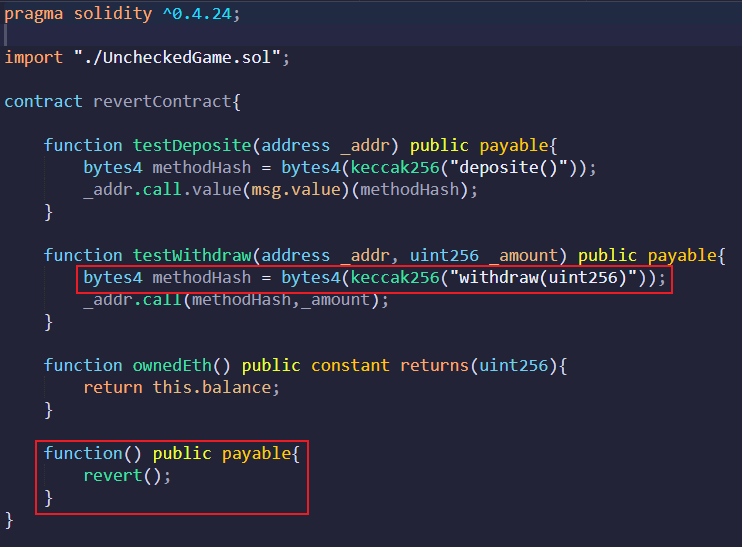 pragma solidity ^0.4.24;
import "./UncheckedGame.sol";
contract revertContract{
function testDeposite(address _addr) public payable{
bytes4 methodHash = bytes4(keccak256("deposite()"));
_addr.call.value(msg.value)(methodHash);
}
function testWithdraw(address _addr, uint256 _amount) public payable{
bytes4 methodHash = bytes4(keccak256("withdraw(uint256)"));
_addr.call(methodHash,_amount);
}
function ownedEth() public constant returns(uint256){
return this.balance;
}
function() public payable{
revert();
}
}